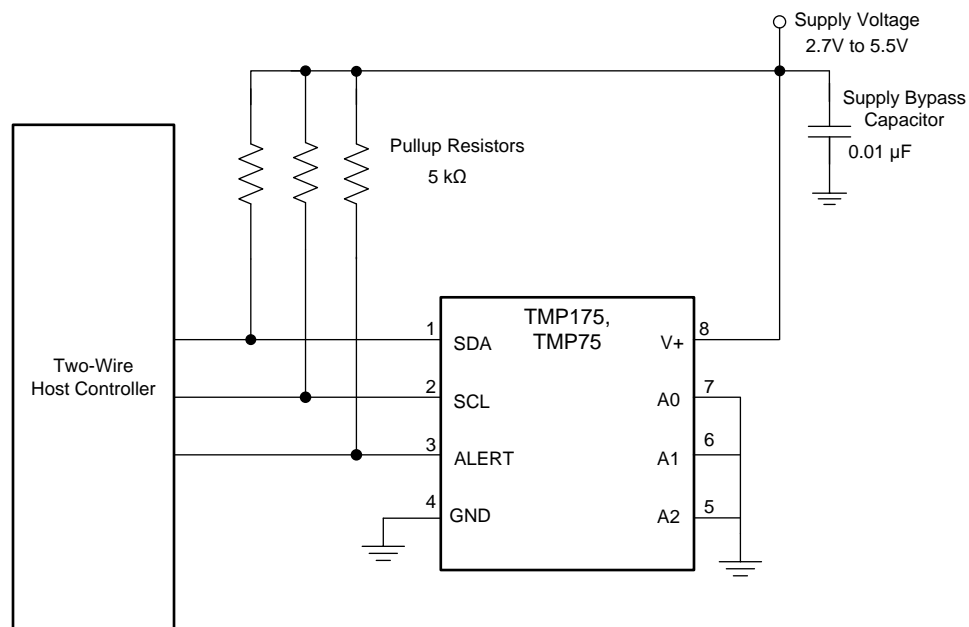 Supply Voltage
2.7V to 5.5V
Supply Bypass
Capacitor
0.01 µF
Pullup Resistors
5 kΩ
Two-Wire
Host Controller
TMP175,
TMP75
1
SDA
2
SCL
3
ALERT
4
GND
8
V+
7
A0
6
A1
5
A2